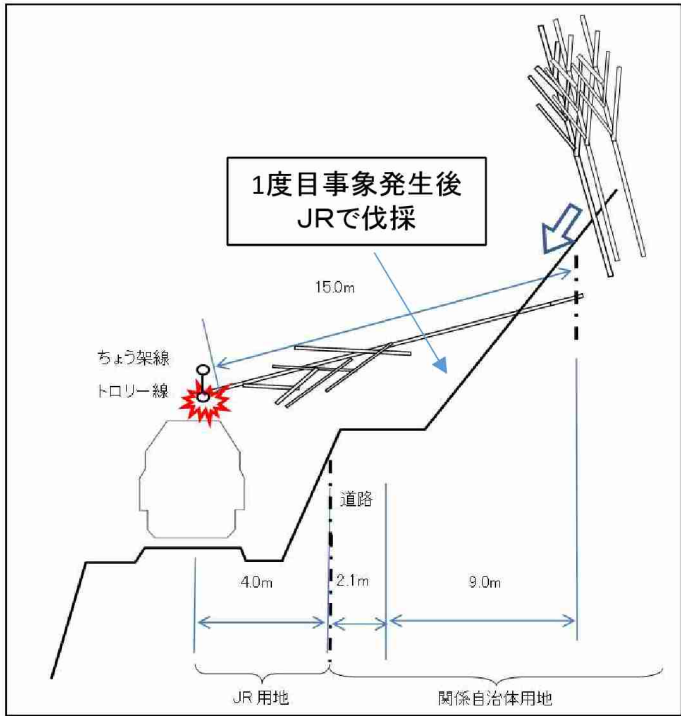 1度目事象発生後
JRで伐採
15.0m
ちょう架線
トロリー線
道路
4.0m
2.1m
9.0m
JR用地
関係自治体用地